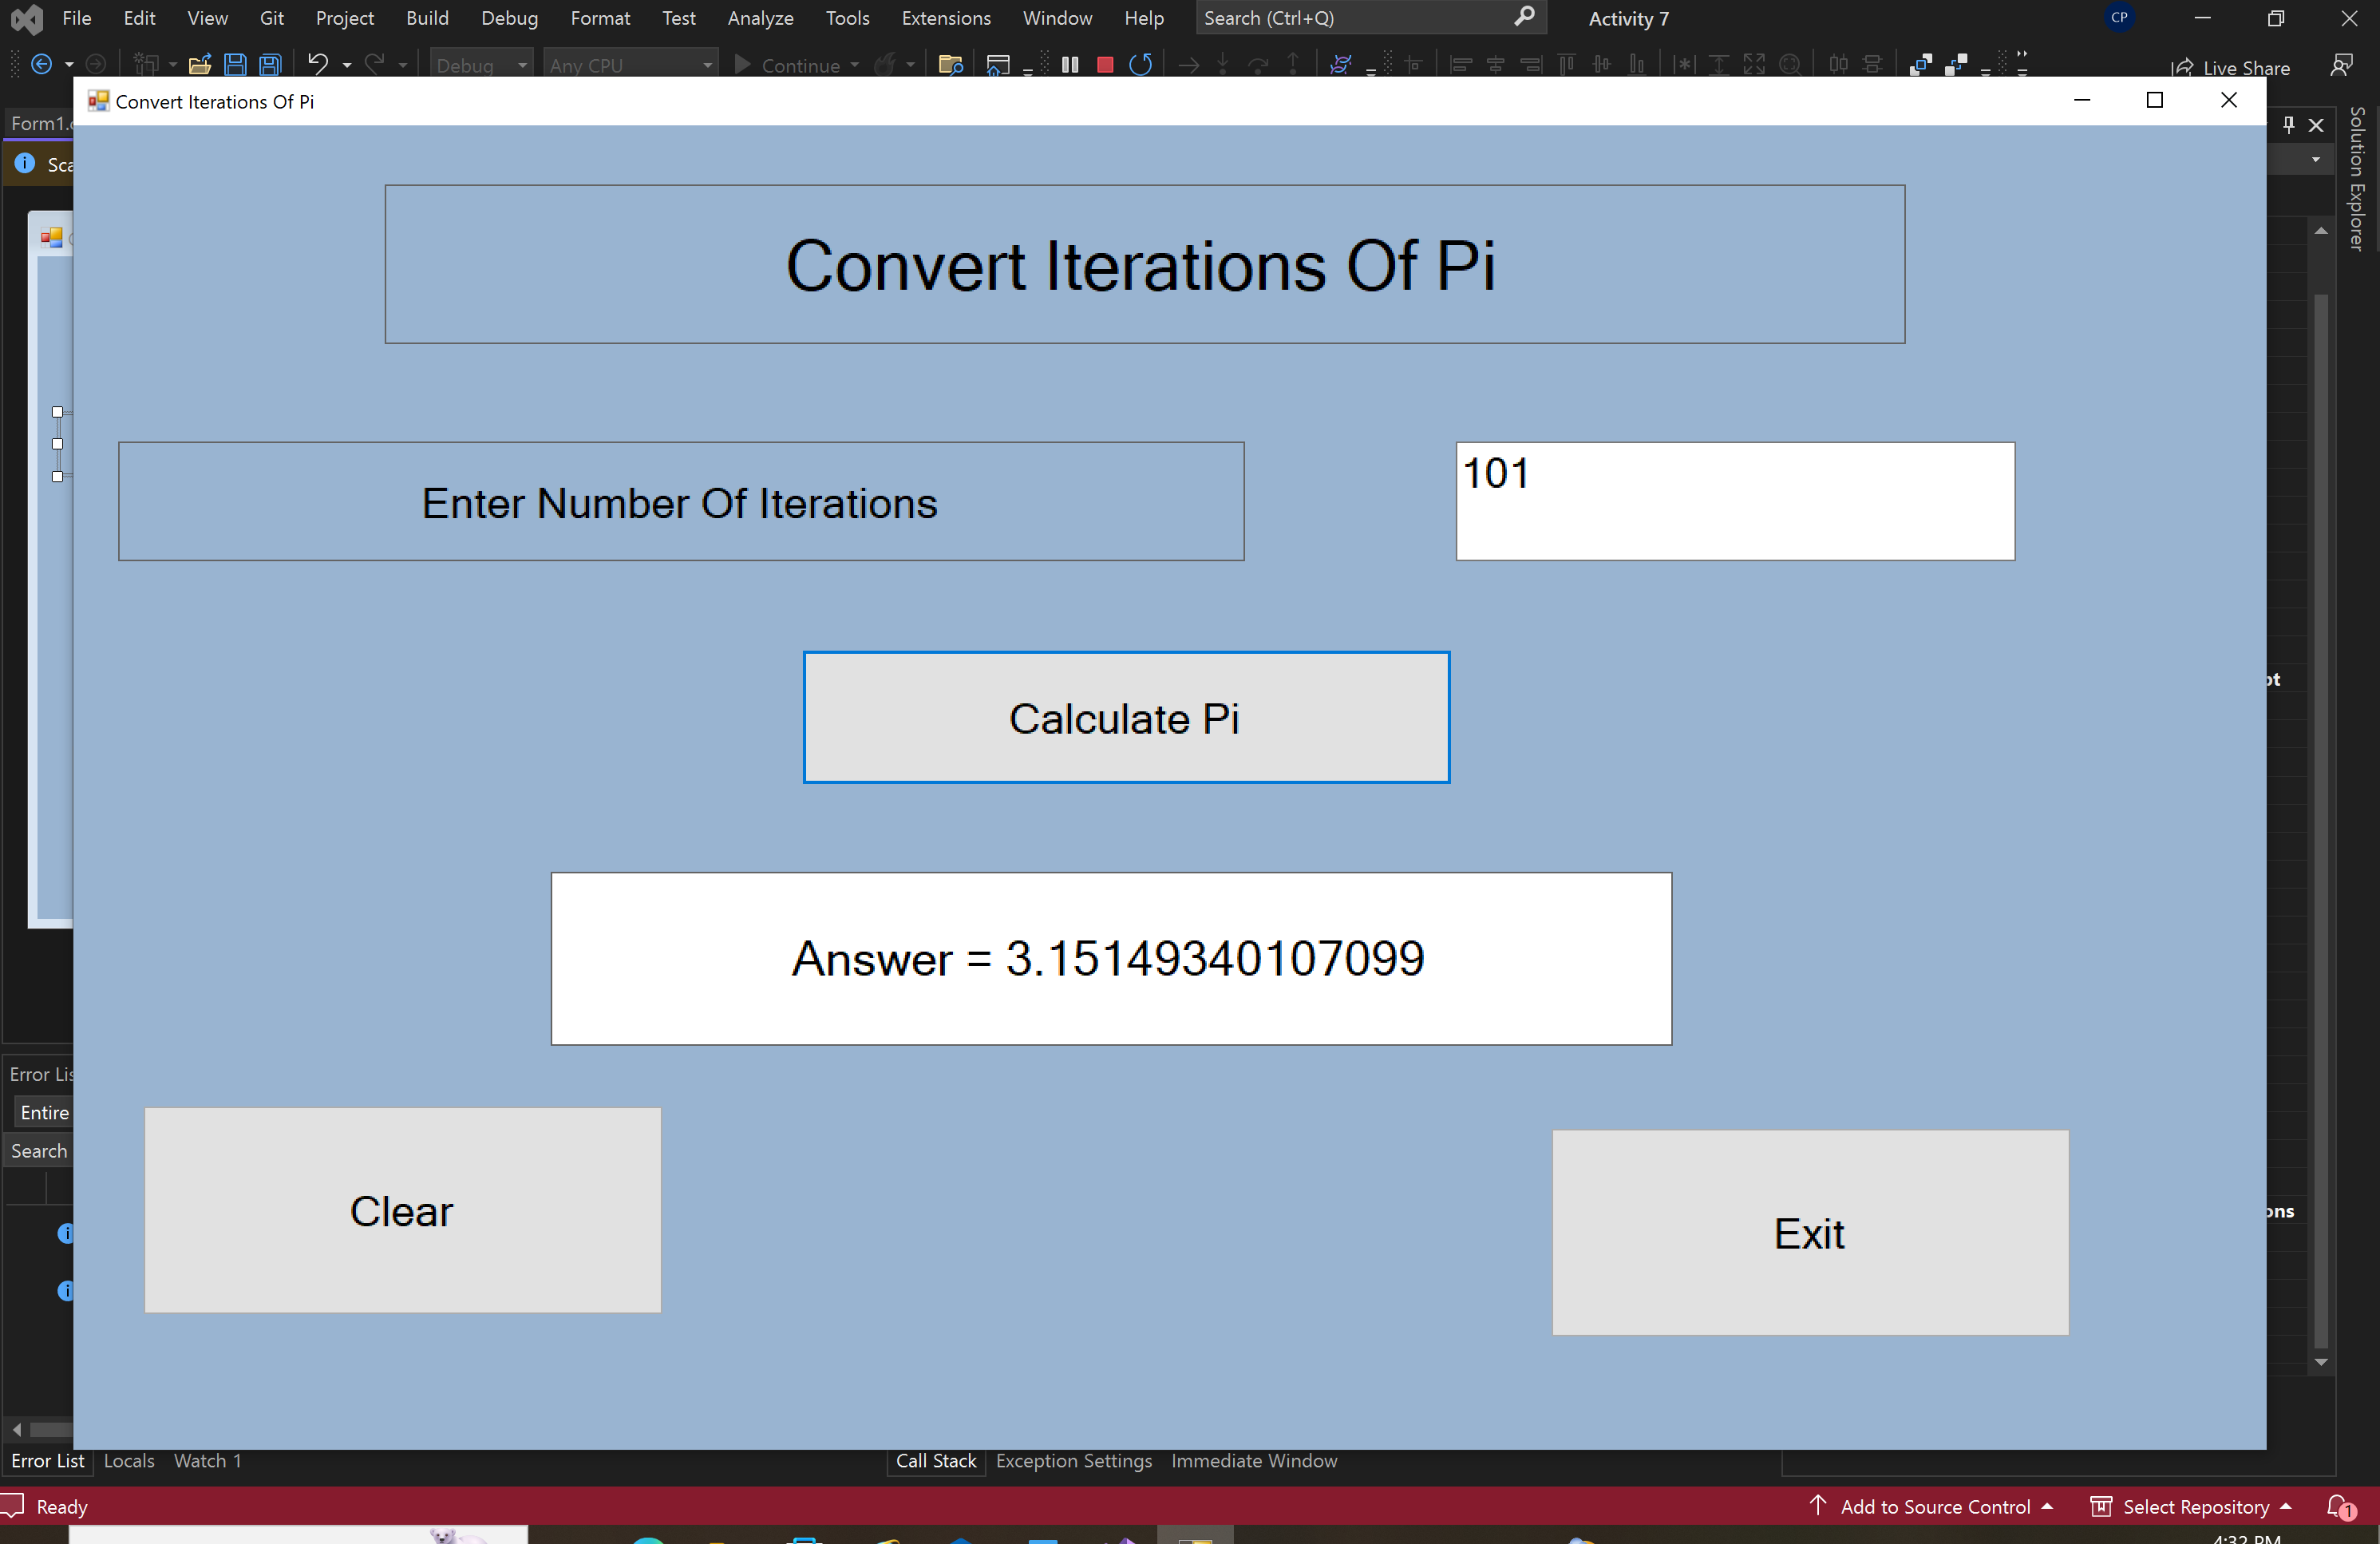 File Edit View Git Project Build Debug Format Test Analyze Tools Extensions Window Help Search (Ctrl+Q) Activity 7 CP
Debug Any CPU Continue Live Share
Convert Iterations Of Pi
Form1.
Solution Explorer
Convert Iterations Of Pi
Enter Number Of Iterations
101
Calculate Pi
Answer = 3.15149340107099
Error Lis
Entire
Search
Clear
Exit
ons
Error List Locals Watch 1 Call Stack Exception Settings Immediate Window
Ready Add to Source Control Select Repository 1
4:32 PM